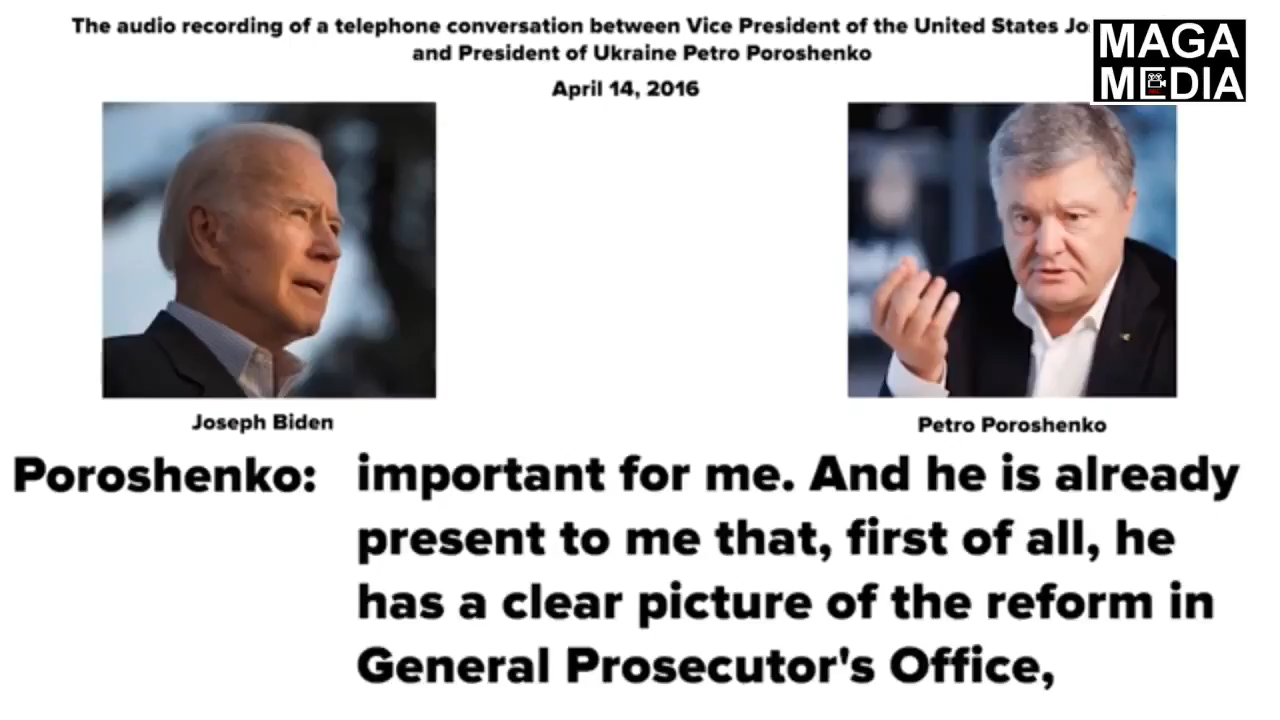 The audio recording of a telephone conversation between Vice President of the United States
and President of Ukraine Petro Poroshenko
April 14, 2016
MAGA
MEDIA
Joseph Biden
Petro Poroshenko
Poroshenko: important for me. And he is already
present to me that, first of all, he
has a clear picture of the reform in
General Prosecutor's Office,